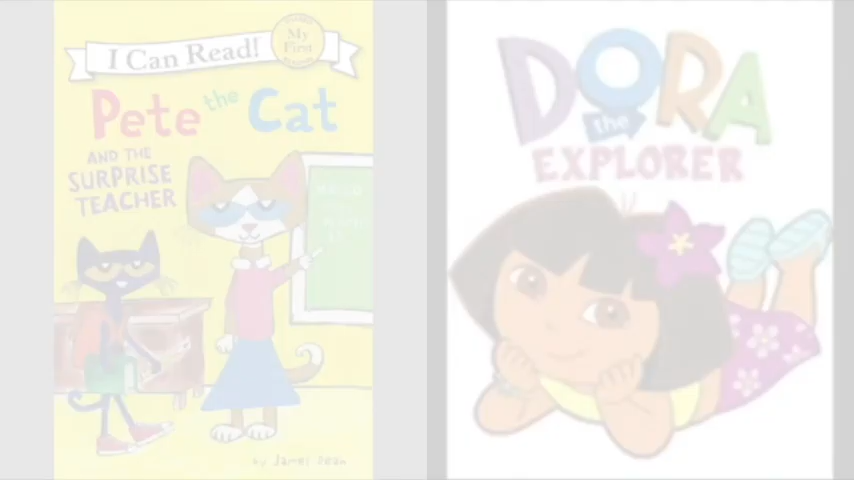 I Can Read!
My
First
Pete the Cat
AND THE
SURPRISE
TEACHER
by James Dean
DORA
the
EXPLORER